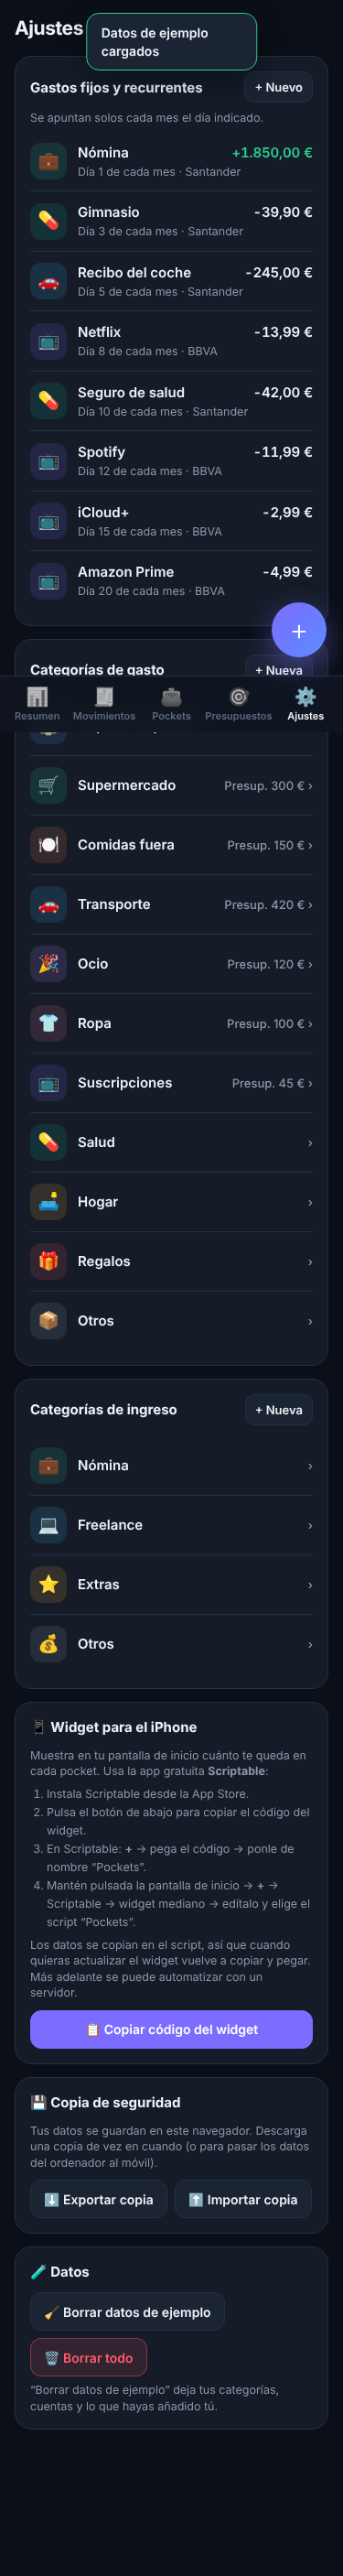 Ajustes
Datos de ejemplo
cargados
Gastos fijos y recurrentes
+ Nuevo
Se apuntan solos cada mes el día indicado.
Nómina
+1.850,00 €
Día 1 de cada mes · Santander
Gimnasio
-39,90 €
Día 3 de cada mes · Santander
Recibo del coche
-245,00 €
Día 5 de cada mes · Santander
Netflix
-13,99 €
Día 8 de cada mes · BBVA
Seguro de salud
-42,00 €
Día 10 de cada mes · Santander
Spotify
-11,99 €
Día 12 de cada mes · BBVA
iCloud+
-2,99 €
Día 15 de cada mes · BBVA
Amazon Prime
-4,99 €
Día 20 de cada mes · BBVA
+
Categorías de gasto
+ Nueva
Resumen
Movimientos
Pockets
Presupuestos
Ajustes
Supermercado
Presup. 300 € ›
Comidas fuera
Presup. 150 € ›
Transporte
Presup. 420 € ›
Ocio
Presup. 120 € ›
Ropa
Presup. 100 € ›
Suscripciones
Presup. 45 € ›
Salud ›
Hogar ›
Regalos ›
Otros ›
Categorías de ingreso
+ Nueva
Nómina ›
Freelance ›
Extras ›
Otros ›
Widget para el iPhone
Muestra en tu pantalla de inicio cuánto te queda en
cada pocket. Usa la app gratuita Scriptable:
1. Instala Scriptable desde la App Store.
2. Pulsa el botón de abajo para copiar el código del
widget.
3. En Scriptable: + → pega el código → ponle de
nombre “Pockets”.
4. Mantén pulsada la pantalla de inicio → + →
Scriptable → widget mediano → edítalo y elige el
script “Pockets”.
Los datos se copian en el script, así que cuando
quieras actualizar el widget vuelve a copiar y pegar.
Más adelante se puede automatizar con un
servidor.
Copiar código del widget
Copia de seguridad
Tus datos se guardan en este navegador. Descarga
una copia de vez en cuando (o para pasar los datos
del ordenador al móvil).
Exportar copia
Importar copia
Datos
Borrar datos de ejemplo
Borrar todo
“Borrar datos de ejemplo” deja tus categorías,
cuentas y lo que hayas añadido tú.